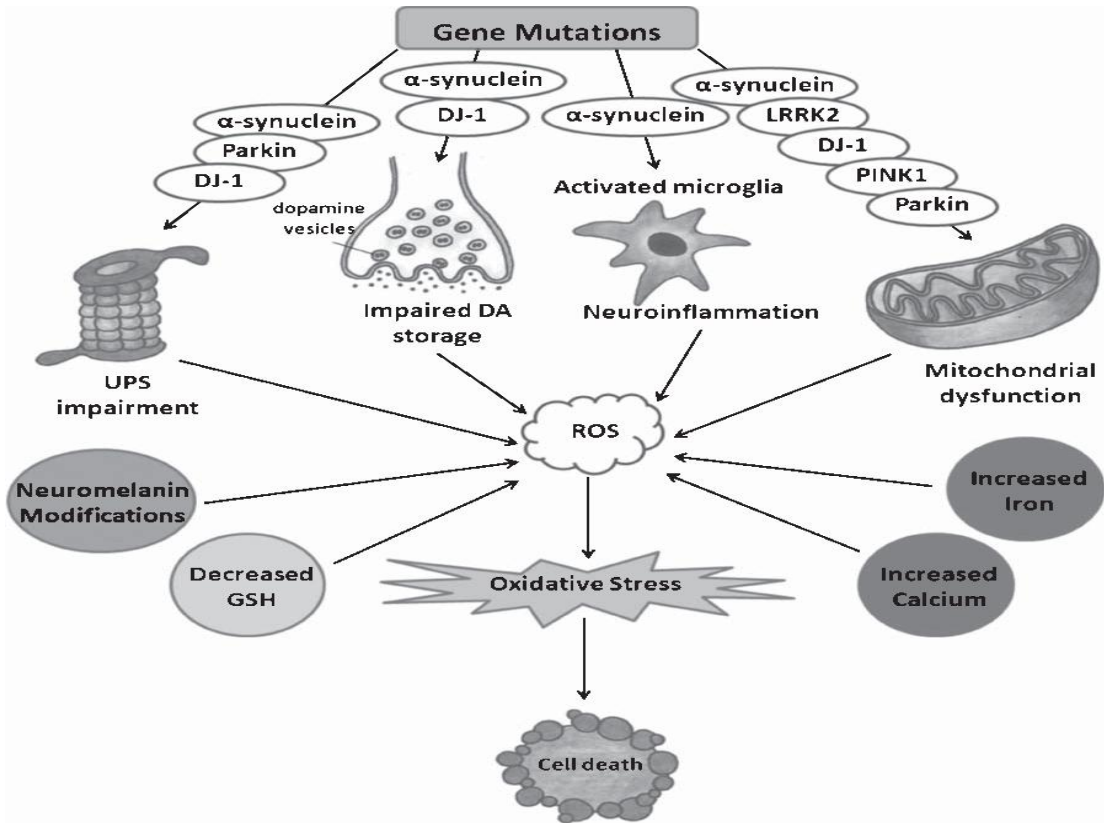 Gene Mutations
α-synuclein
Parkin
DJ-1
α-synuclein
DJ-1
α-synuclein
α-synuclein
LRRK2
DJ-1
PINK1
Parkin
dopamine
vesicles
Activated microglia
UPS
impairment
Impaired DA
storage
Neuroinflammation
Mitochondrial
dysfunction
ROS
Neuromelanin
Modifications
Decreased
GSH
Increased
Iron
Increased
Calcium
Oxidative Stress
Cell death